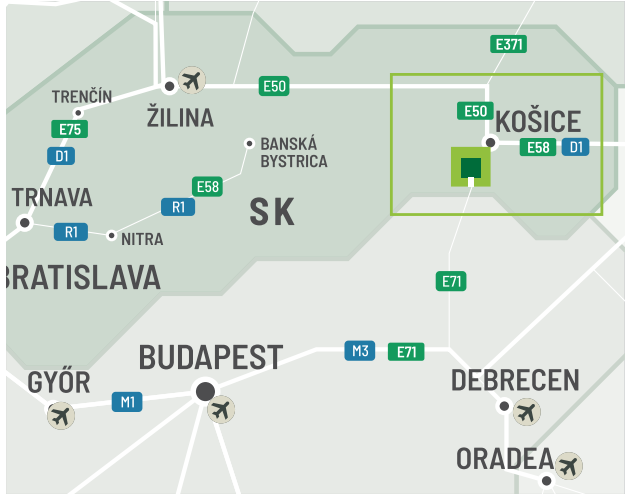 E371
E50
TRENČÍN
ŽILINA
E50
KOŠICE
E75
D1
BANSKÁ
BYSTRICA
E58
D1
TRNAVA
E58
R1
SK
R1
NITRA
BRATISLAVA
E71
BUDAPEST
M3
E71
GYŐR
M1
DEBRECEN
ORADEA